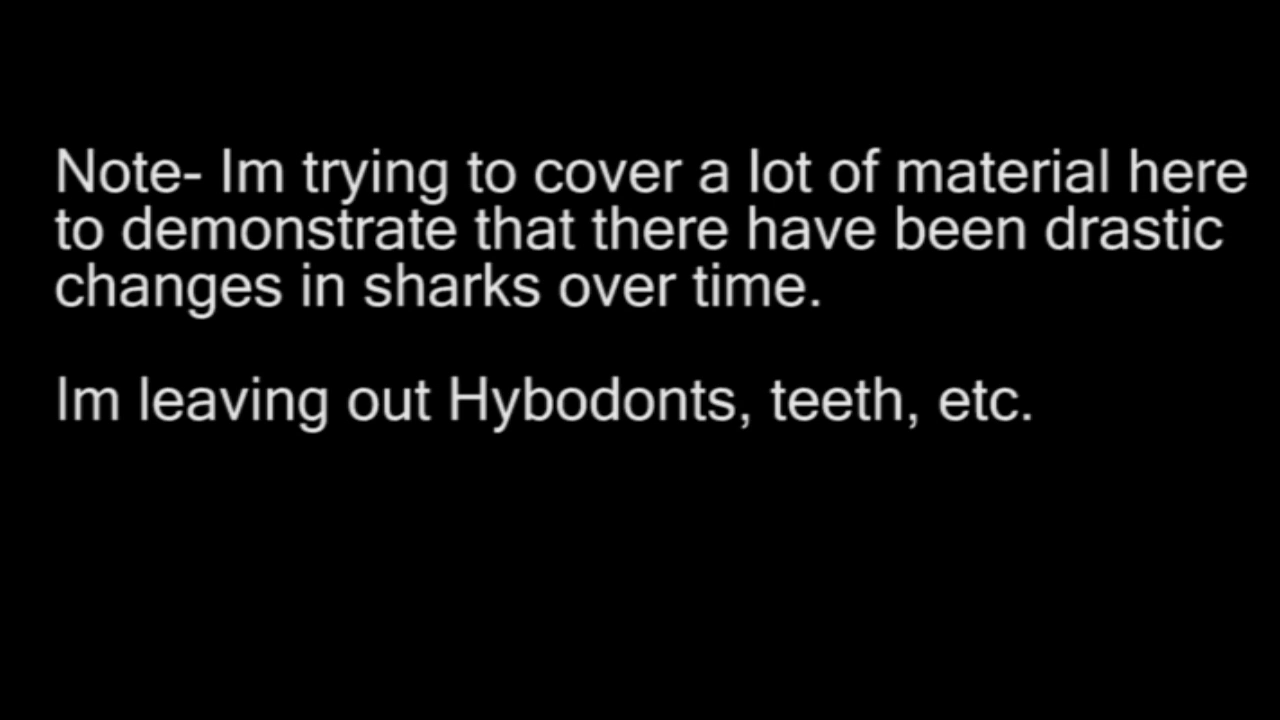 Note- Im trying to cover a lot of material here
to demonstrate that there have been drastic
changes in sharks over time.
Im leaving out Hybodonts, teeth, etc.